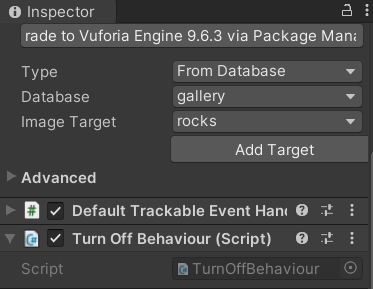 Inspector
rade to Vuforia Engine 9.6.3 via Package Mana
Type From Database
Database gallery
Image Target rocks
Add Target
Advanced
# Default Trackable Event Hand
Turn Off Behaviour (Script)
Script TurnOffBehaviour